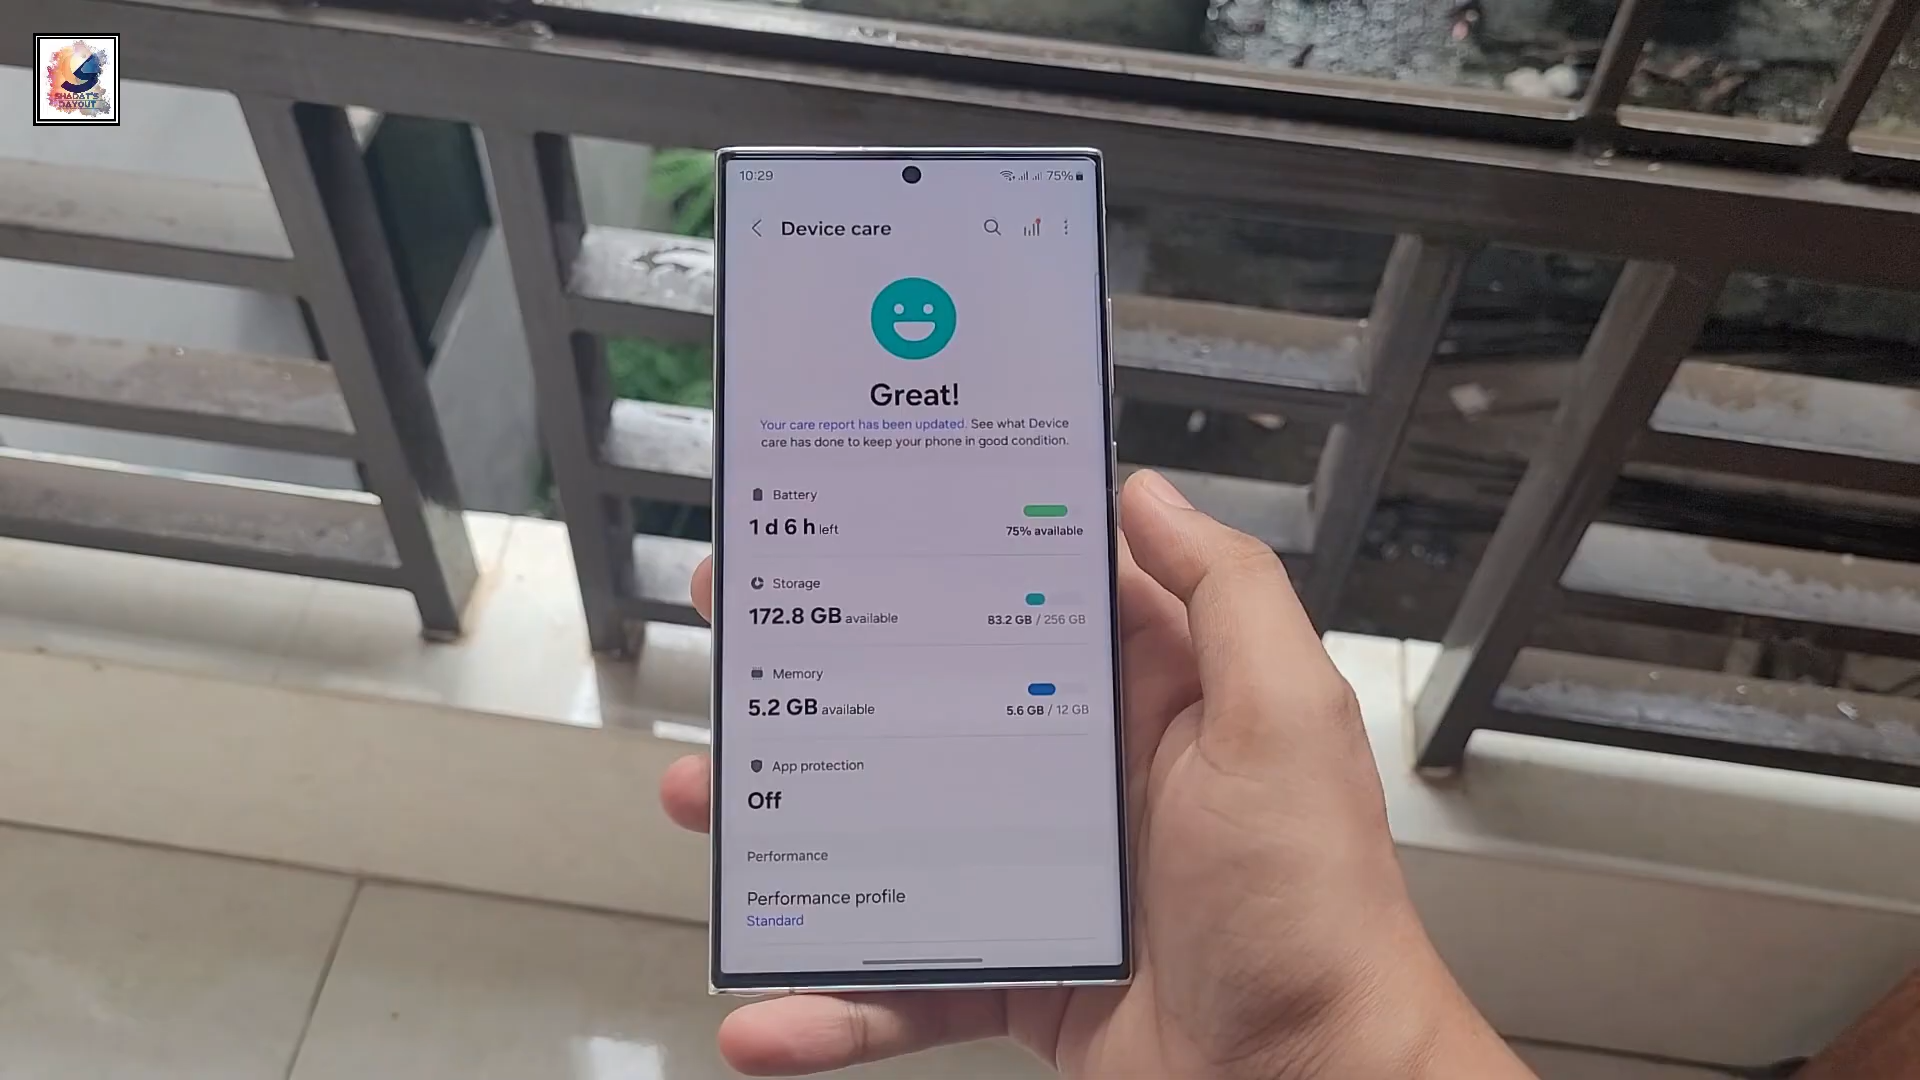 SHADAT'S
DAYOUT
10:29
75%
Device care
Great!
Your care report has been updated. See what Device
care has done to keep your phone in good condition.
Battery
1 d 6 h left
75% available
Storage
172.8 GB available
83.2 GB / 256 GB
Memory
5.2 GB available
5.6 GB / 12 GB
App protection
Off
Performance
Performance profile
Standard